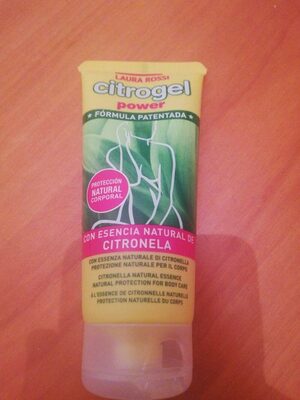 LAURA ROSSI
citrogel
power
★ FÓRMULA PATENTADA ★
PROTECCIÓN
NATURAL
CORPORAL
CON ESENCIA NATURAL DE
CITRONELA
CON ESSENZA NATURALE DI CITRONELLA
PROTEZIONE NATURALE PER IL CORPO
CITRONELLA NATURAL ESSENCE
NATURAL PROTECTION FOR BODY CARE
À L'ESSENCE DE CITRONNELLE NATURELLE
PROTECTION NATURELLE DU CORPS